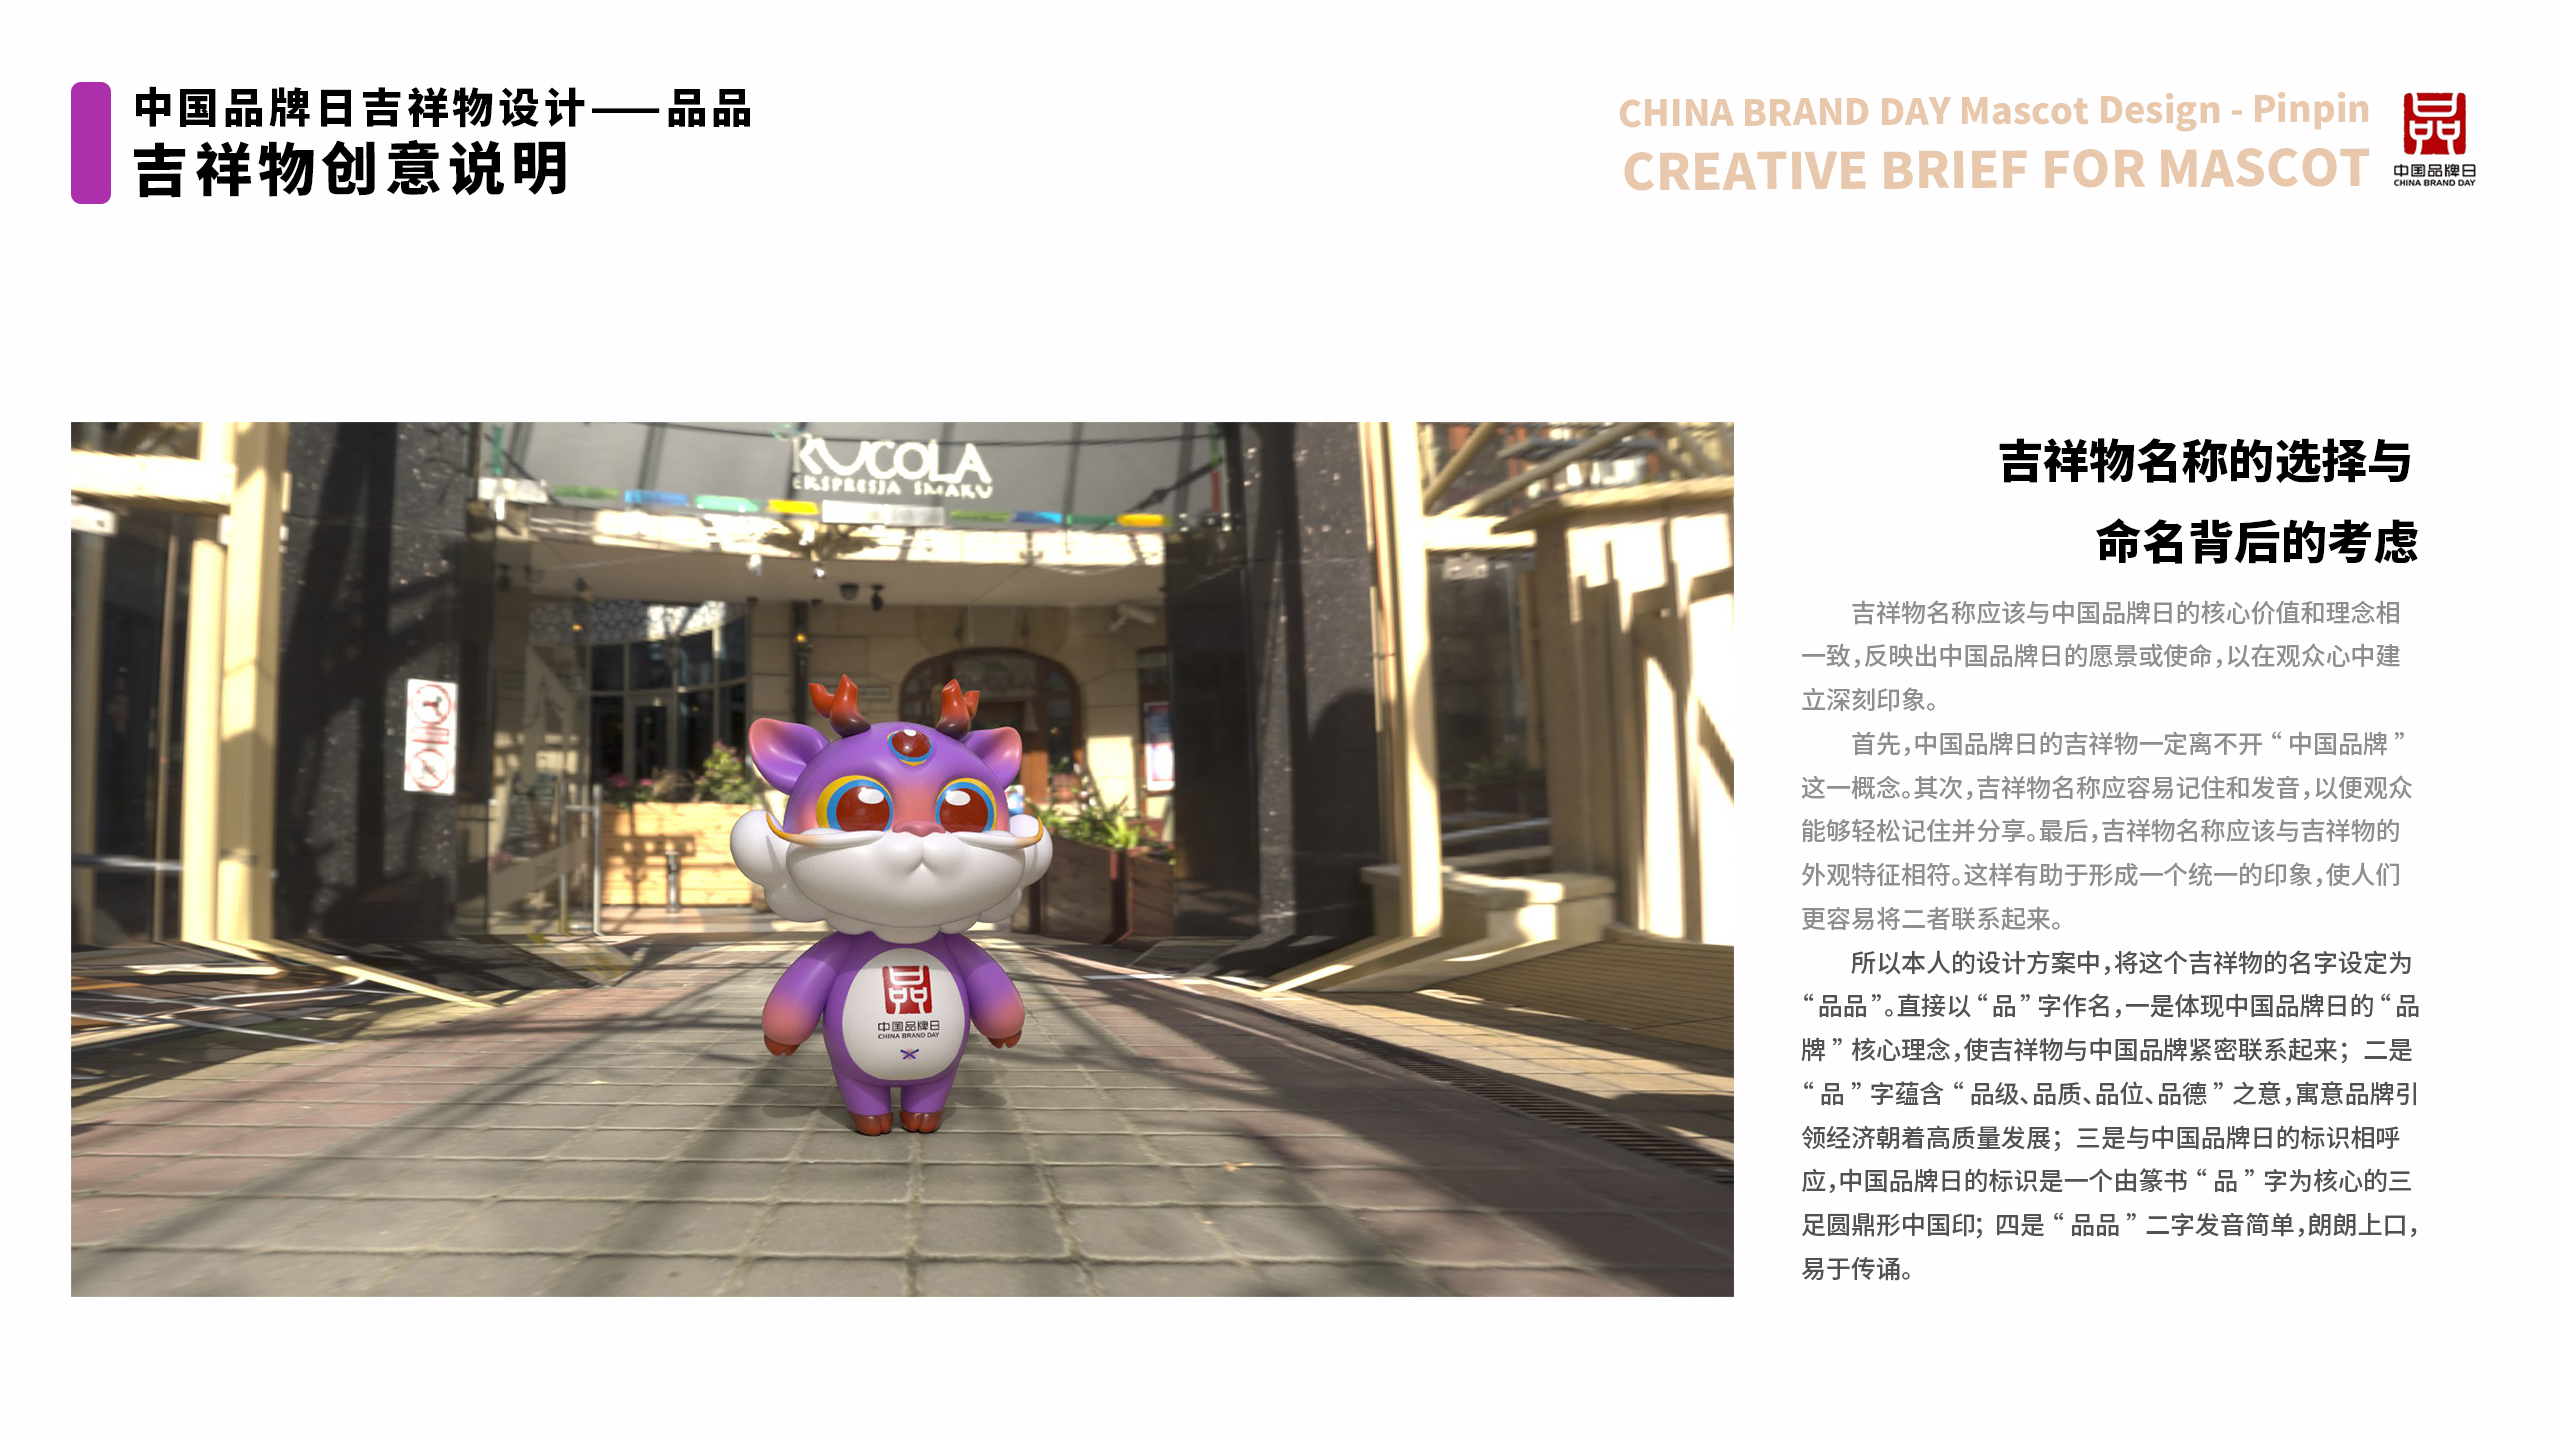 中国品牌日吉祥物设计——品品
吉祥物创意说明
CHINA BRAND DAY Mascot Design - Pinpin
CREATIVE BRIEF FOR MASCOT
品
中国品牌日
CHINA BRAND DAY
RUCOLA
EKSPRESJA SMAKU
品
中国品牌日
CHINA BRAND DAY
吉祥物名称的选择与
命名背后的考虑
吉祥物名称应该与中国品牌日的核心价值和理念相
一致,反映出中国品牌日的愿景或使命,以在观众心中建
立深刻印象。
首先,中国品牌日的吉祥物一定离不开“中国品牌”
这一概念。其次,吉祥物名称应容易记住和发音,以便观众
能够轻松记住并分享。最后,吉祥物名称应该与吉祥物的
外观特征相符。这样有助于形成一个统一的印象,使人们
更容易将二者联系起来。
所以本人的设计方案中,将这个吉祥物的名字设定为
“品品”。直接以“品”字作名,一是体现中国品牌日的“品
牌”核心理念,使吉祥物与中国品牌紧密联系起来；二是
“品”字蕴含“品级、品质、品位、品德”之意,寓意品牌引
领经济朝着高质量发展；三是与中国品牌日的标识相呼
应,中国品牌日的标识是一个由篆书“品”字为核心的三
足圆鼎形中国印；四是“品品”二字发音简单,朗朗上口,
易于传诵。